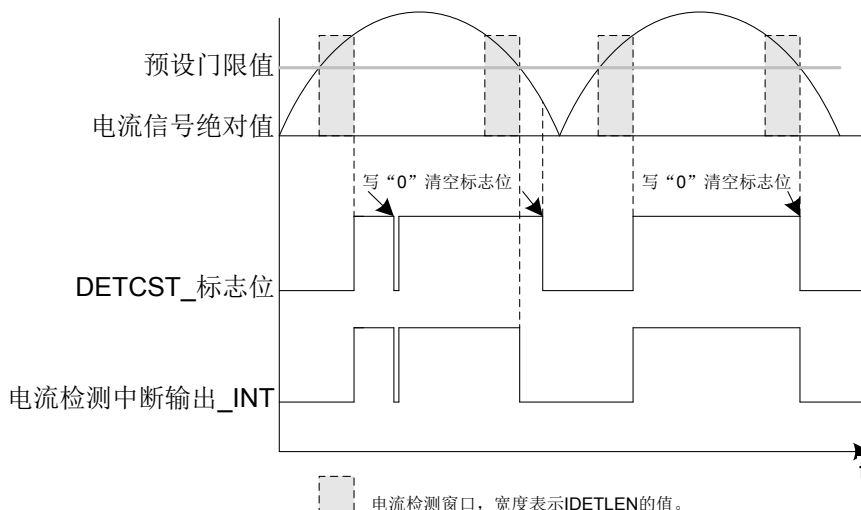 预设门限值
电流信号绝对值
写“0”清空标志位
写“0”清空标志位
DETCST_标志位
电流检测中断输出_INT
电流检测窗口，宽度表示IDETLEN的值。